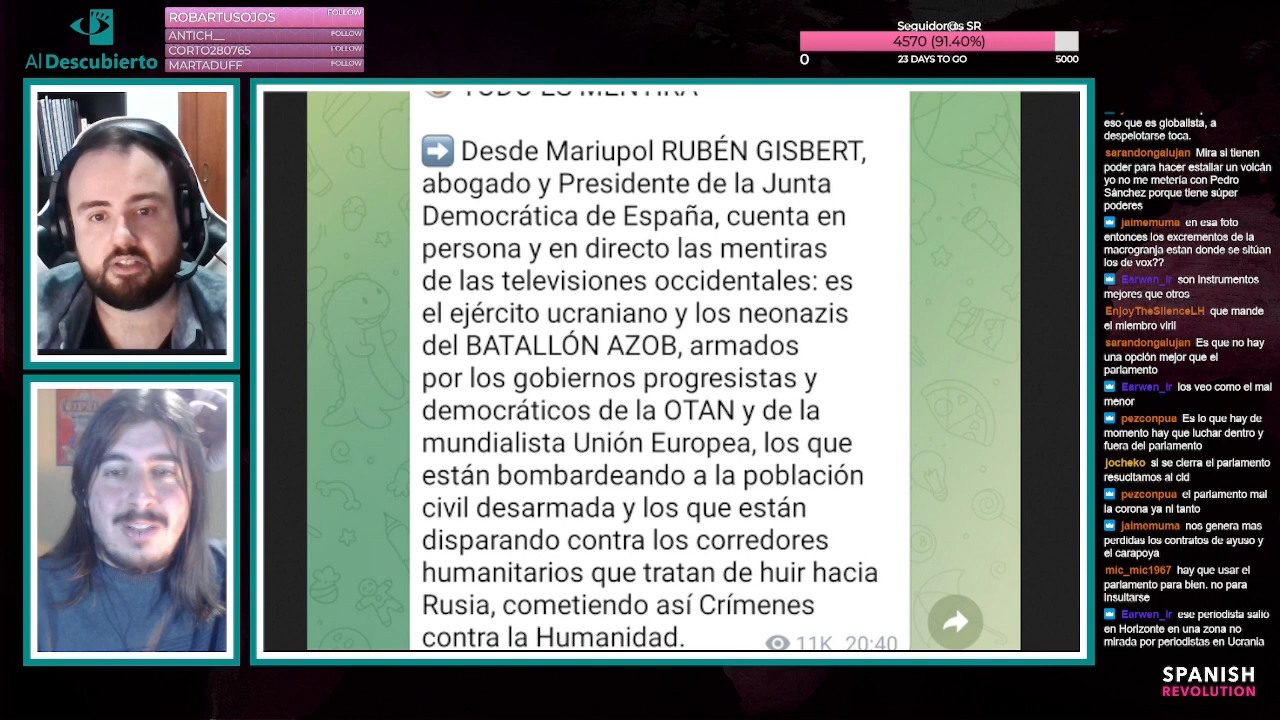 Al Descubierto
ROBARTUSOJOS FOLLOW
ANTICH__ FOLLOW
CORTO280765 FOLLOW
MARTADUFF FOLLOW
Seguidor@s SR
4570 (91.40%)
0 23 DAYS TO GO 5000
TODO ES MENTIRA
➡ Desde Mariupol RUBÉN GISBERT,
abogado y Presidente de la Junta
Democrática de España, cuenta en
persona y en directo las mentiras
de las televisiones occidentales: es
el ejército ucraniano y los neonazis
del BATALLÓN AZOB, armados
por los gobiernos progresistas y
democráticos de la OTAN y de la
mundialista Unión Europea, los que
están bombardeando a la población
civil desarmada y los que están
disparando contra los corredores
humanitarios que tratan de huir hacia
Rusia, cometiendo así Crímenes
contra la Humanidad.
11K 20:40
eso que es globalista, a
despelotarse toca.
sarandongalujan Mira si tienen
poder para hacer estallar un volcán
yo no me metería con Pedro
Sánchez porque tiene súper
poderes
jaimemuma en esa foto
entonces los excrementos de la
macrogranja estan donde se sitúan
los de vox??
Earwen_ir son instrumentos
mejores que otros
EnjoyTheSilenceLH que mande
el miembro viril
sarandongalujan Es que no hay
una opción mejor que el
parlamento
Earwen_ir los veo como el mal
menor
pezconpua Es lo que hay de
momento hay que luchar dentro y
fuera del parlamento
jocheko si se cierra el parlamento
resucitamos al cid
pezconpua el parlamento mal
la corona ya ni tanto
jaimemuma nos genera mas
perdidas los contratos de ayuso y
el carapoya
mic_mic1967 hay que usar el
parlamento para bien. no para
insultarse
Earwen_ir ese periodista salió
en Horizonte en una zona no
mirada por periodistas en Ucrania
SPANISH
REVOLUTION